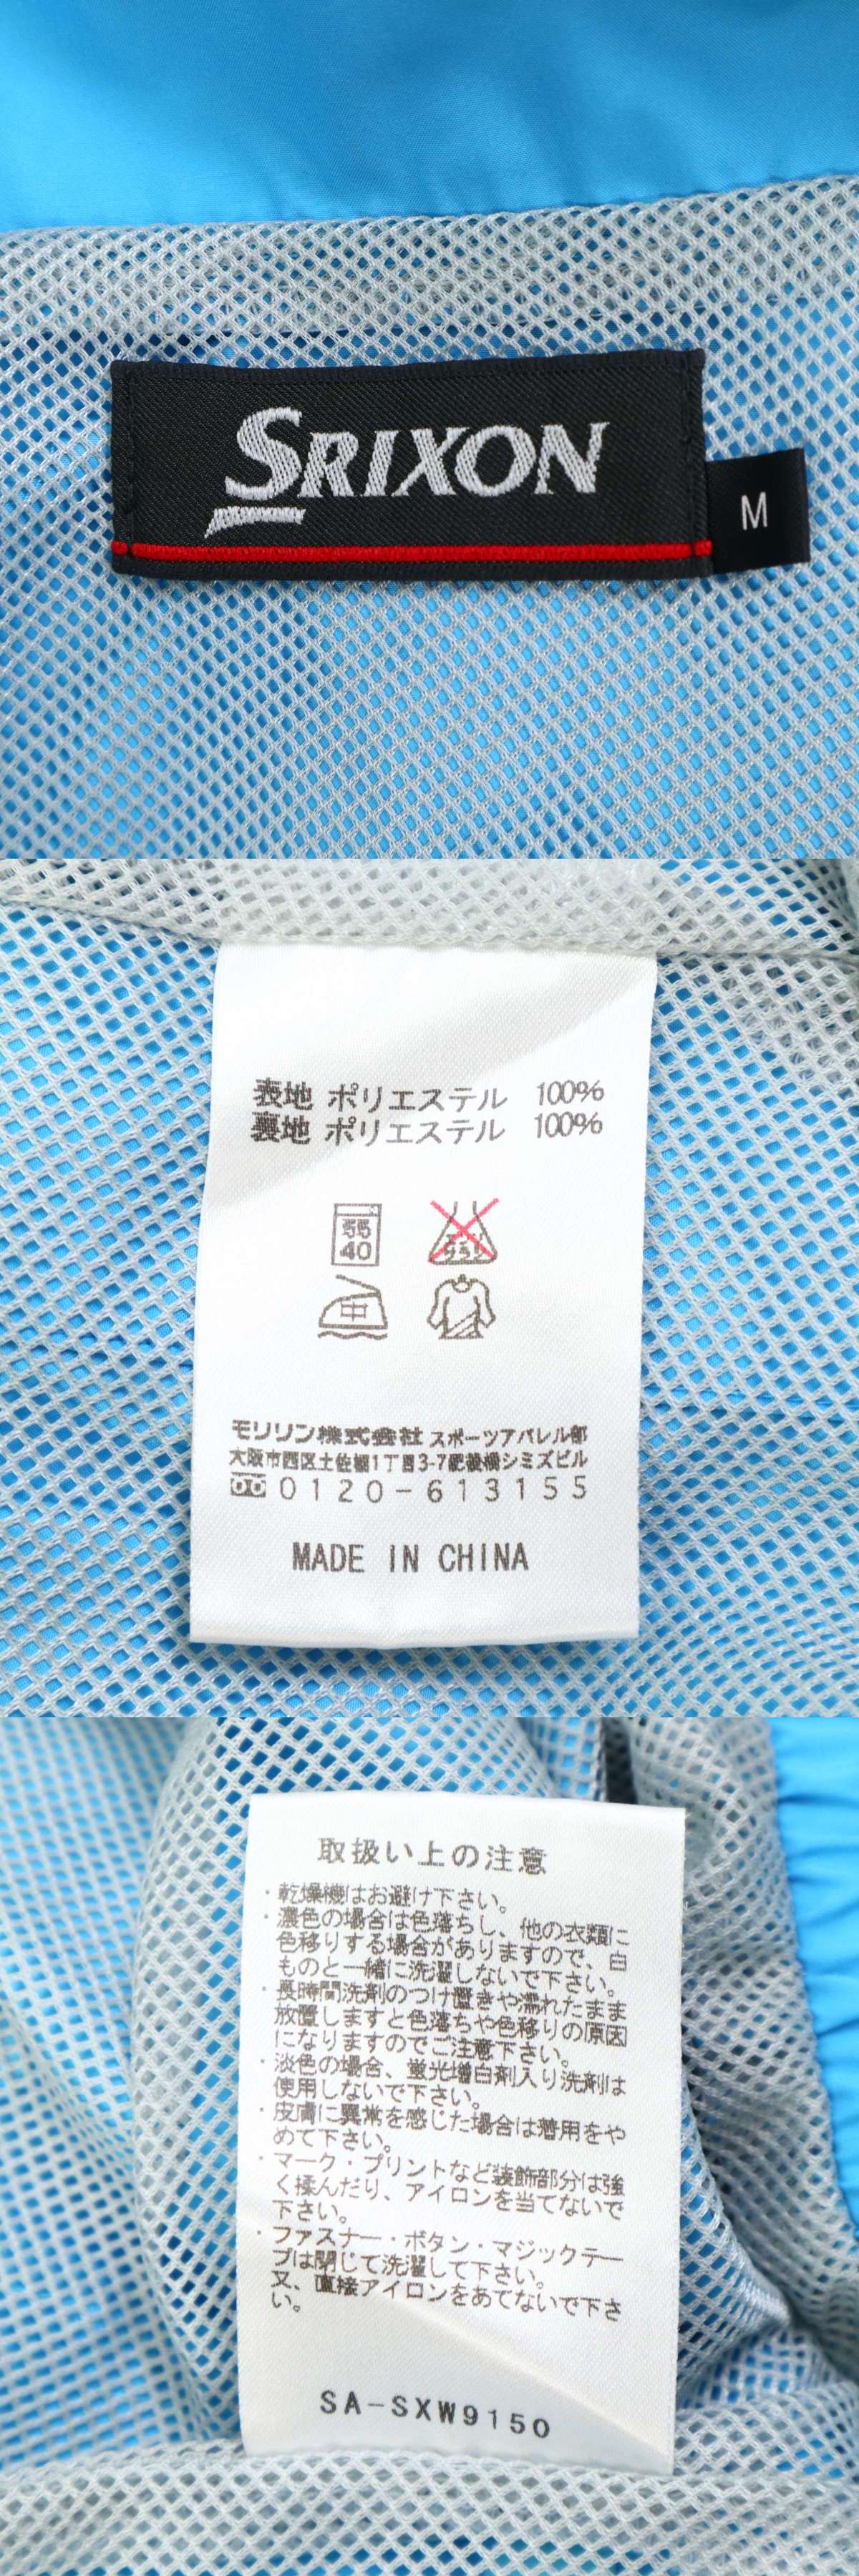 SRIXON
M
表地 ポリエステル 100%
裏地 ポリエステル 100%
40
中
モリリン株式会社 スポーツアパレル部
大阪市西区土佐堀1丁目3-7肥後橋シミズビル
0120-613155
MADE IN CHINA
取扱い上の注意
・乾燥機はお避け下さい。
・濃色の場合は色落ちし、他の衣類に
色移りする場合がありますので、白
ものと一緒に洗濯しないで下さい。
・長時間洗剤のつけ置きや濡れたまま
放置しますと色落ちや色移りの原因
になりますのでご注意下さい。
・淡色の場合、蛍光増白剤入り洗剤は
使用しないで下さい。
・皮膚に異常を感じた場合は着用をや
めて下さい。
・マーク・プリントなど装飾部分は強
く揉んだり、アイロンを当てないで
下さい。
・ファスナー・ボタン・マジックテー
プは閉じて洗濯して下さい。
又、直接アイロンをあてないで下さ
い。
SA-SXW9150